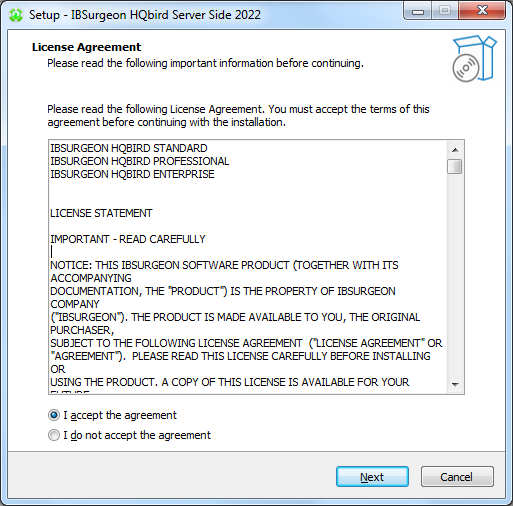 Setup - IBSurgeon HQbird Server Side 2022
License Agreement
Please read the following important information before continuing.
Please read the following License Agreement. You must accept the terms of this
agreement before continuing with the installation.
IBSURGEON HQBIRD STANDARD
IBSURGEON HQBIRD PROFESSIONAL
IBSURGEON HQBIRD ENTERPRISE
LICENSE STATEMENT
IMPORTANT - READ CAREFULLY
NOTICE: THIS IBSURGEON SOFTWARE PRODUCT (TOGETHER WITH ITS
ACCOMPANYING
DOCUMENTATION, THE "PRODUCT") IS THE PROPERTY OF IBSURGEON
COMPANY
("IBSURGEON"). THE PRODUCT IS MADE AVAILABLE TO YOU, THE ORIGINAL
PURCHASER,
SUBJECT TO THE FOLLOWING LICENSE AGREEMENT ("LICENSE AGREEMENT" OR
"AGREEMENT"). PLEASE READ THIS LICENSE CAREFULLY BEFORE INSTALLING
OR
USING THE PRODUCT. A COPY OF THIS LICENSE IS AVAILABLE FOR YOUR
FUTURE
I accept the agreement
I do not accept the agreement
Next
Cancel